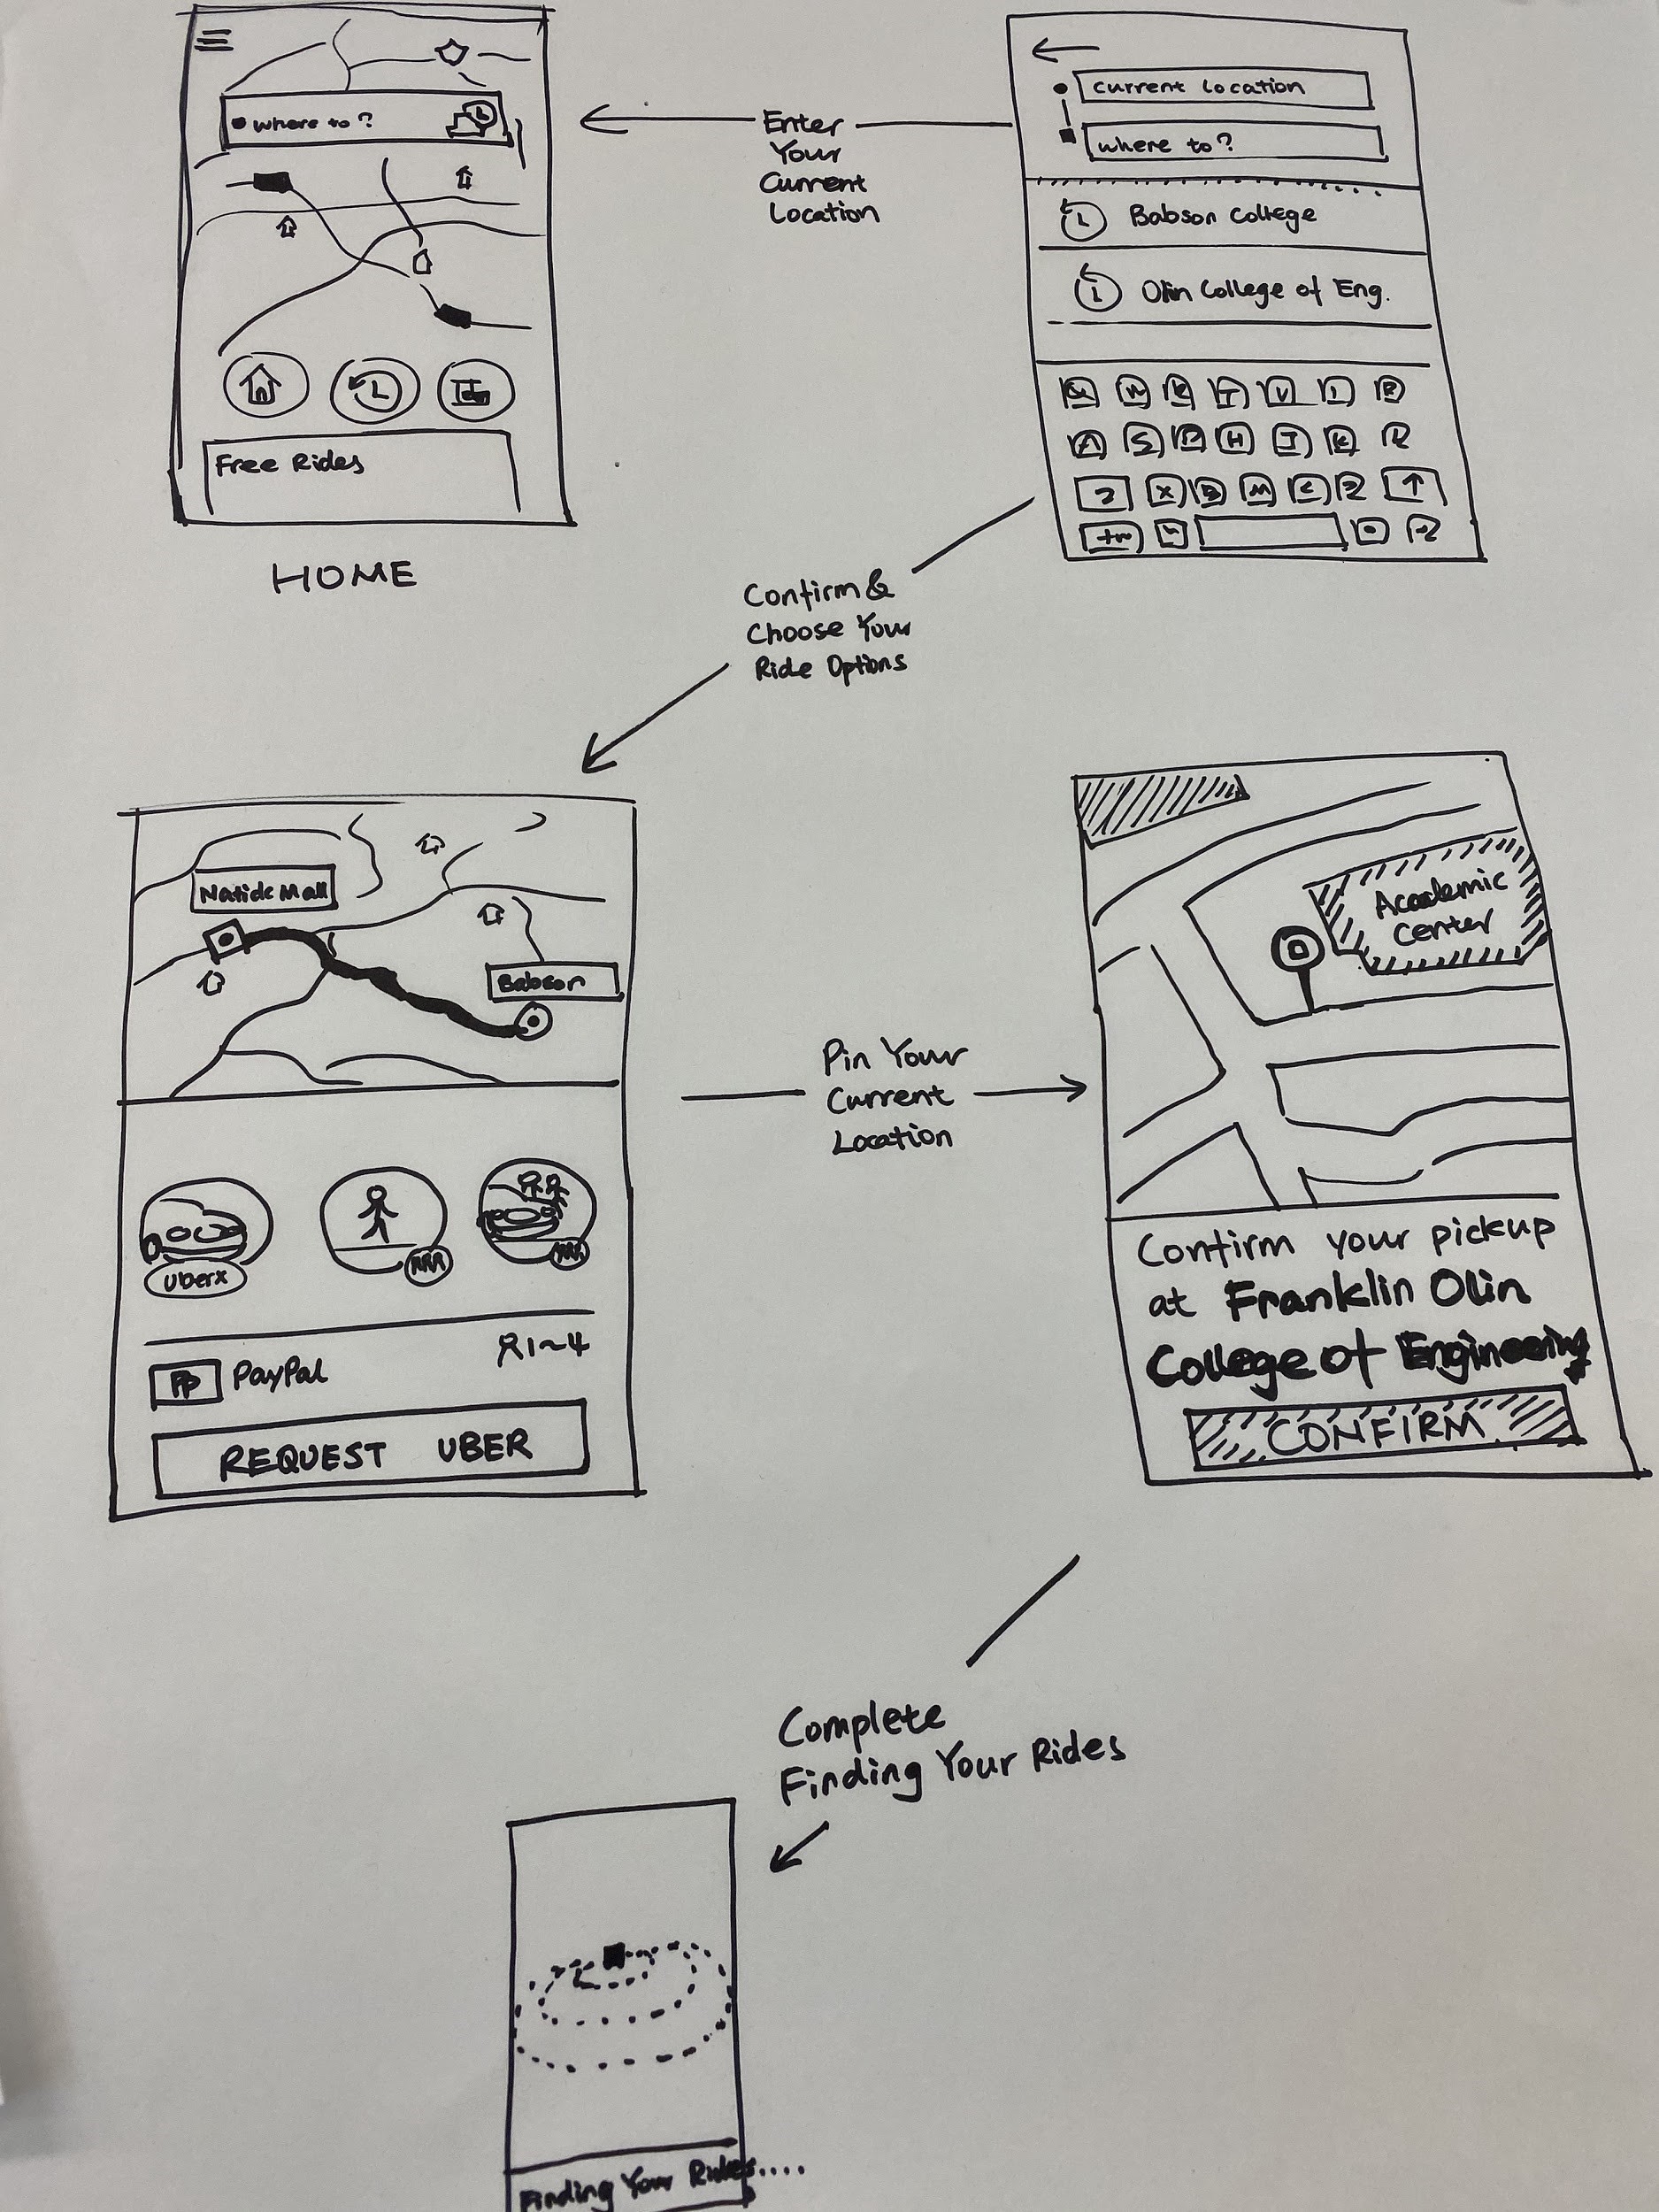 where to?
Free Rides
HOME
Enter
Your
Current
Location
Current Location
where to?
Babson College
Olin College of Eng.
Confirm &
Choose Your
Ride Options
Natick Mall
Babson
UberX
1~4
PP PayPal
REQUEST UBER
Pin Your
Current
Location
Academic
Center
Confirm your pickup
at Franklin Olin
College of Engineering
CONFIRM
Complete
Finding Your Rides
Finding Your Rides....